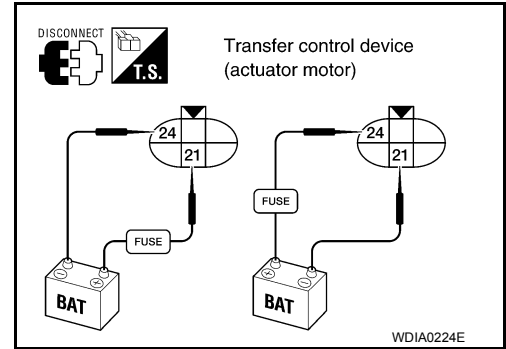 DISCONNECT
T.S.
Transfer control device
(actuator motor)
24
21
FUSE
BAT
24
21
FUSE
BAT
WDIA0224E